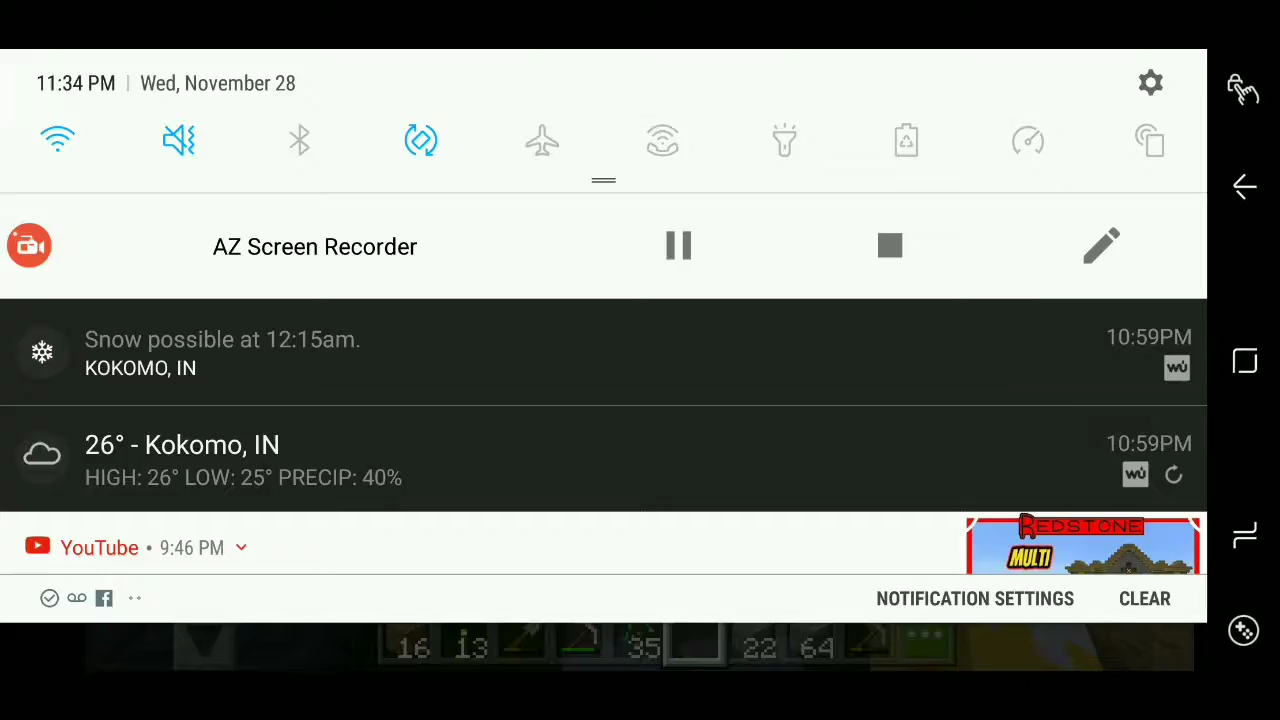 11:34 PM | Wed, November 28
AZ Screen Recorder
Snow possible at 12:15am.
10:59PM
KOKOMO, IN
wu
26° - Kokomo, IN
10:59PM
HIGH: 26° LOW: 25° PRECIP: 40%
wu
REDSTONE
MULTI
YouTube • 9:46 PM
NOTIFICATION SETTINGS
CLEAR
16 13 35 22 64